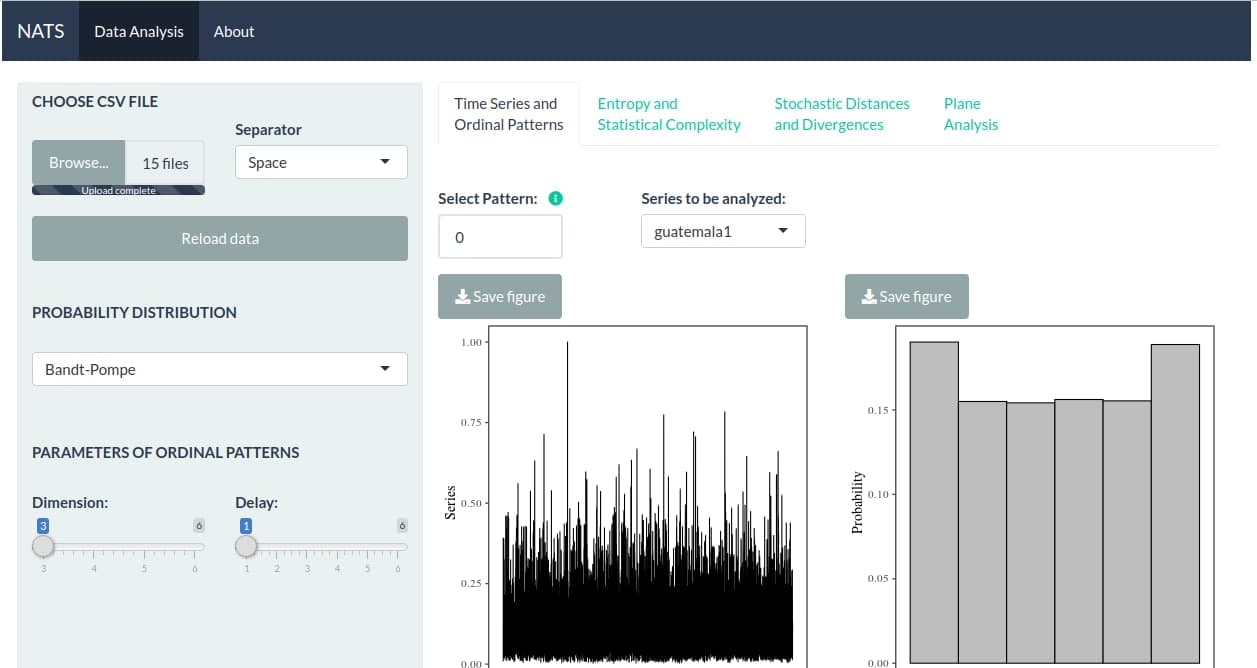 NATS Data Analysis About
CHOOSE CSV FILE
Separator
Browse... 15 files
Upload complete
Space
Reload data
PROBABILITY DISTRIBUTION
Bandt-Pompe
PARAMETERS OF ORDINAL PATTERNS
Dimension:
3 6
3 4 5 6
Delay:
1 6
1 2 3 4 5 6
Time Series and
Ordinal Patterns
Entropy and
Statistical Complexity
Stochastic Distances
and Divergences
Plane
Analysis
Select Pattern: i
0
Series to be analyzed:
guatemala1
Save figure
1.00
0.75
0.50
0.25
0.00
Series
Save figure
0.15
0.10
0.05
0.00
Probability